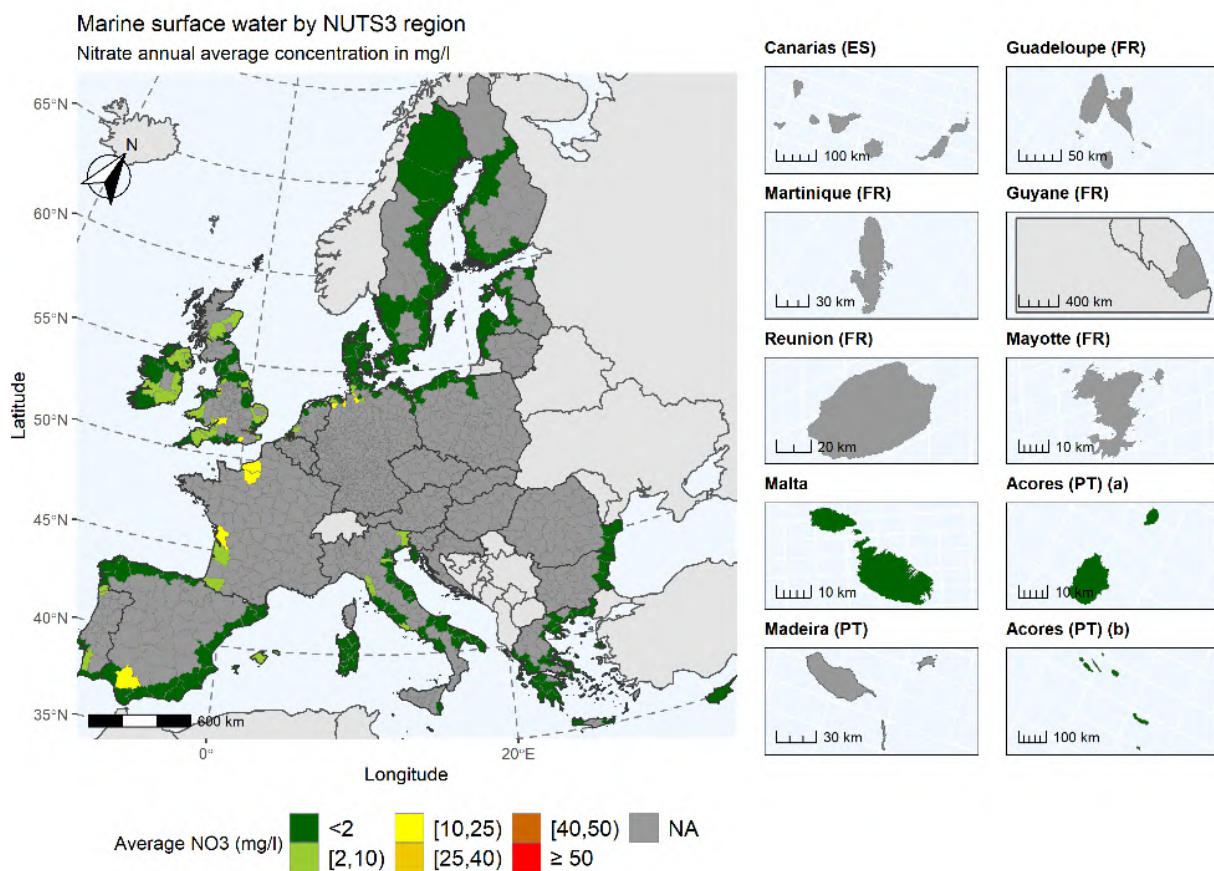 Marine surface water by NUTS3 region
Nitrate annual average concentration in mg/l
65°N
60°N
55°N
50°N
45°N
40°N
35°N
Latitude
N
600 km
0°
20°E
Longitude
Canarias (ES)
100 km
Guadeloupe (FR)
50 km
Martinique (FR)
30 km
Guyane (FR)
400 km
Reunion (FR)
20 km
Mayotte (FR)
10 km
Malta
10 km
Acores (PT) (a)
10 km
Madeira (PT)
30 km
Acores (PT) (b)
100 km
Average NO3 (mg/l)
<2
[10,25)
[40,50)
NA
[2,10)
[25,40)
≥ 50